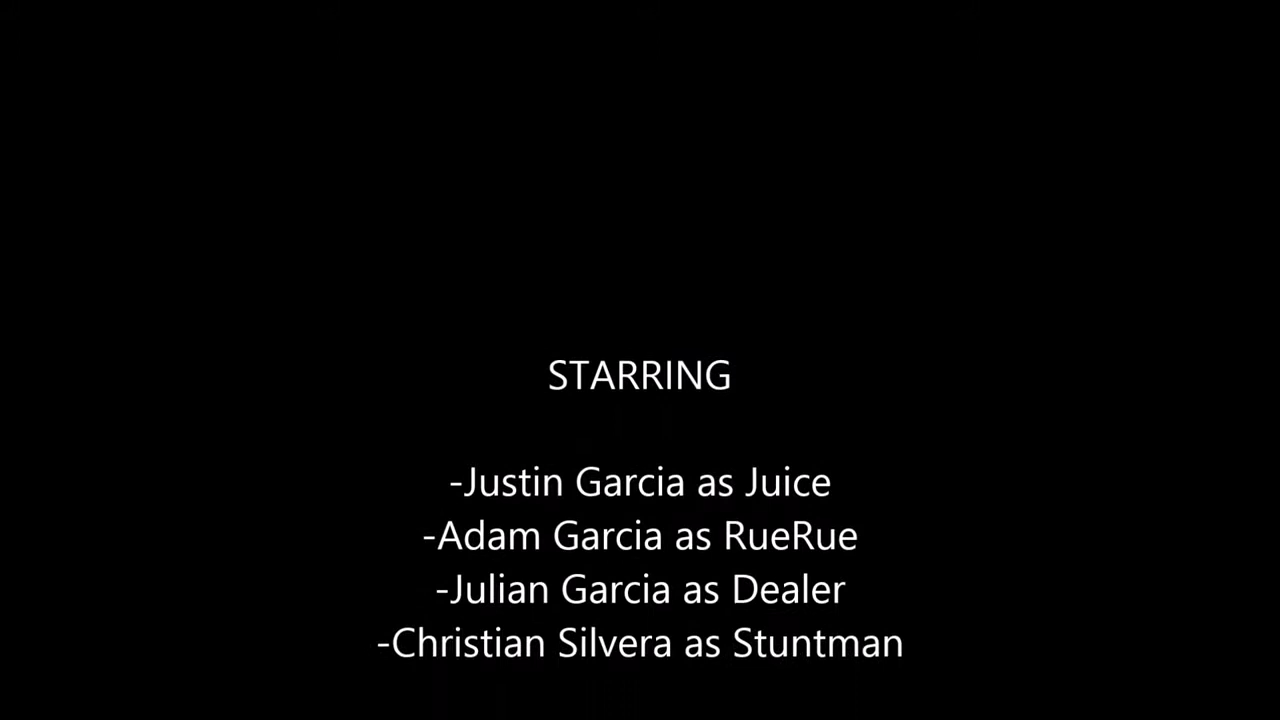 STARRING
-Justin Garcia as Juice
-Adam Garcia as RueRue
-Julian Garcia as Dealer
-Christian Silvera as Stuntman